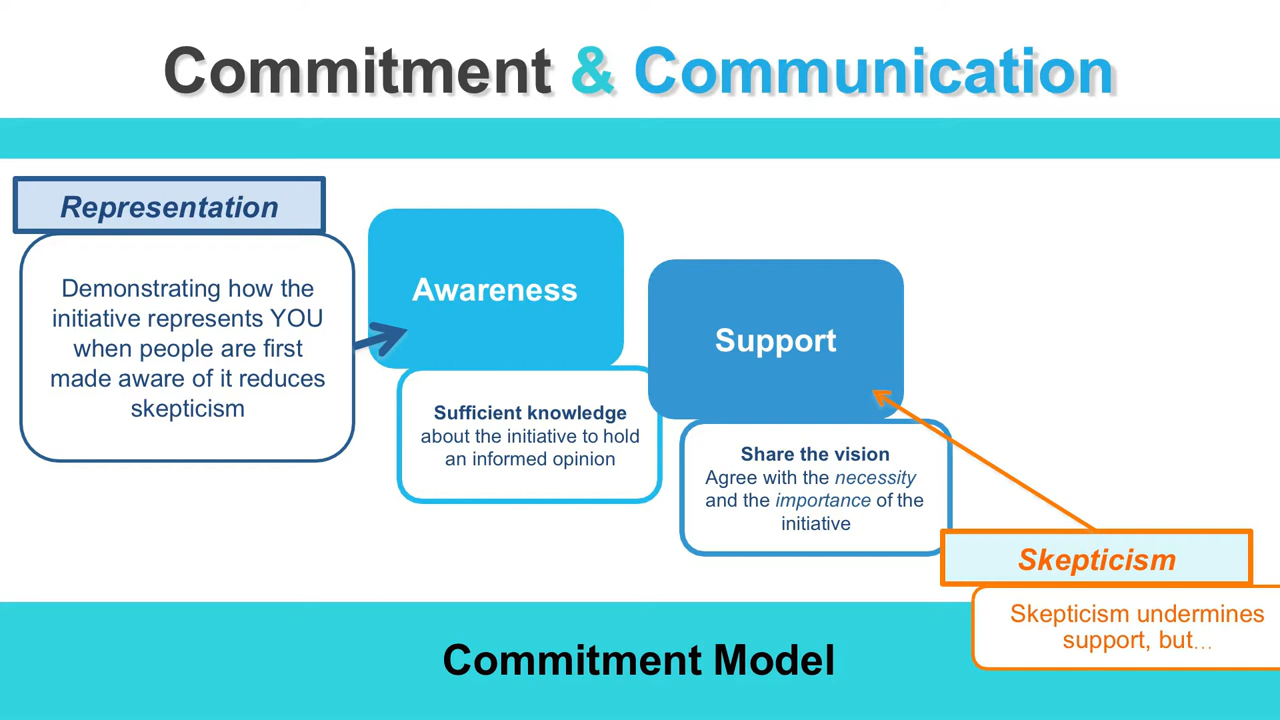 Commitment & Communication
Representation
Demonstrating how the
initiative represents YOU
when people are first
made aware of it reduces
skepticism
Awareness
Sufficient knowledge
about the initiative to hold
an informed opinion
Support
Share the vision
Agree with the necessity
and the importance of the
initiative
Skepticism
Skepticism undermines
support, but...
Commitment Model